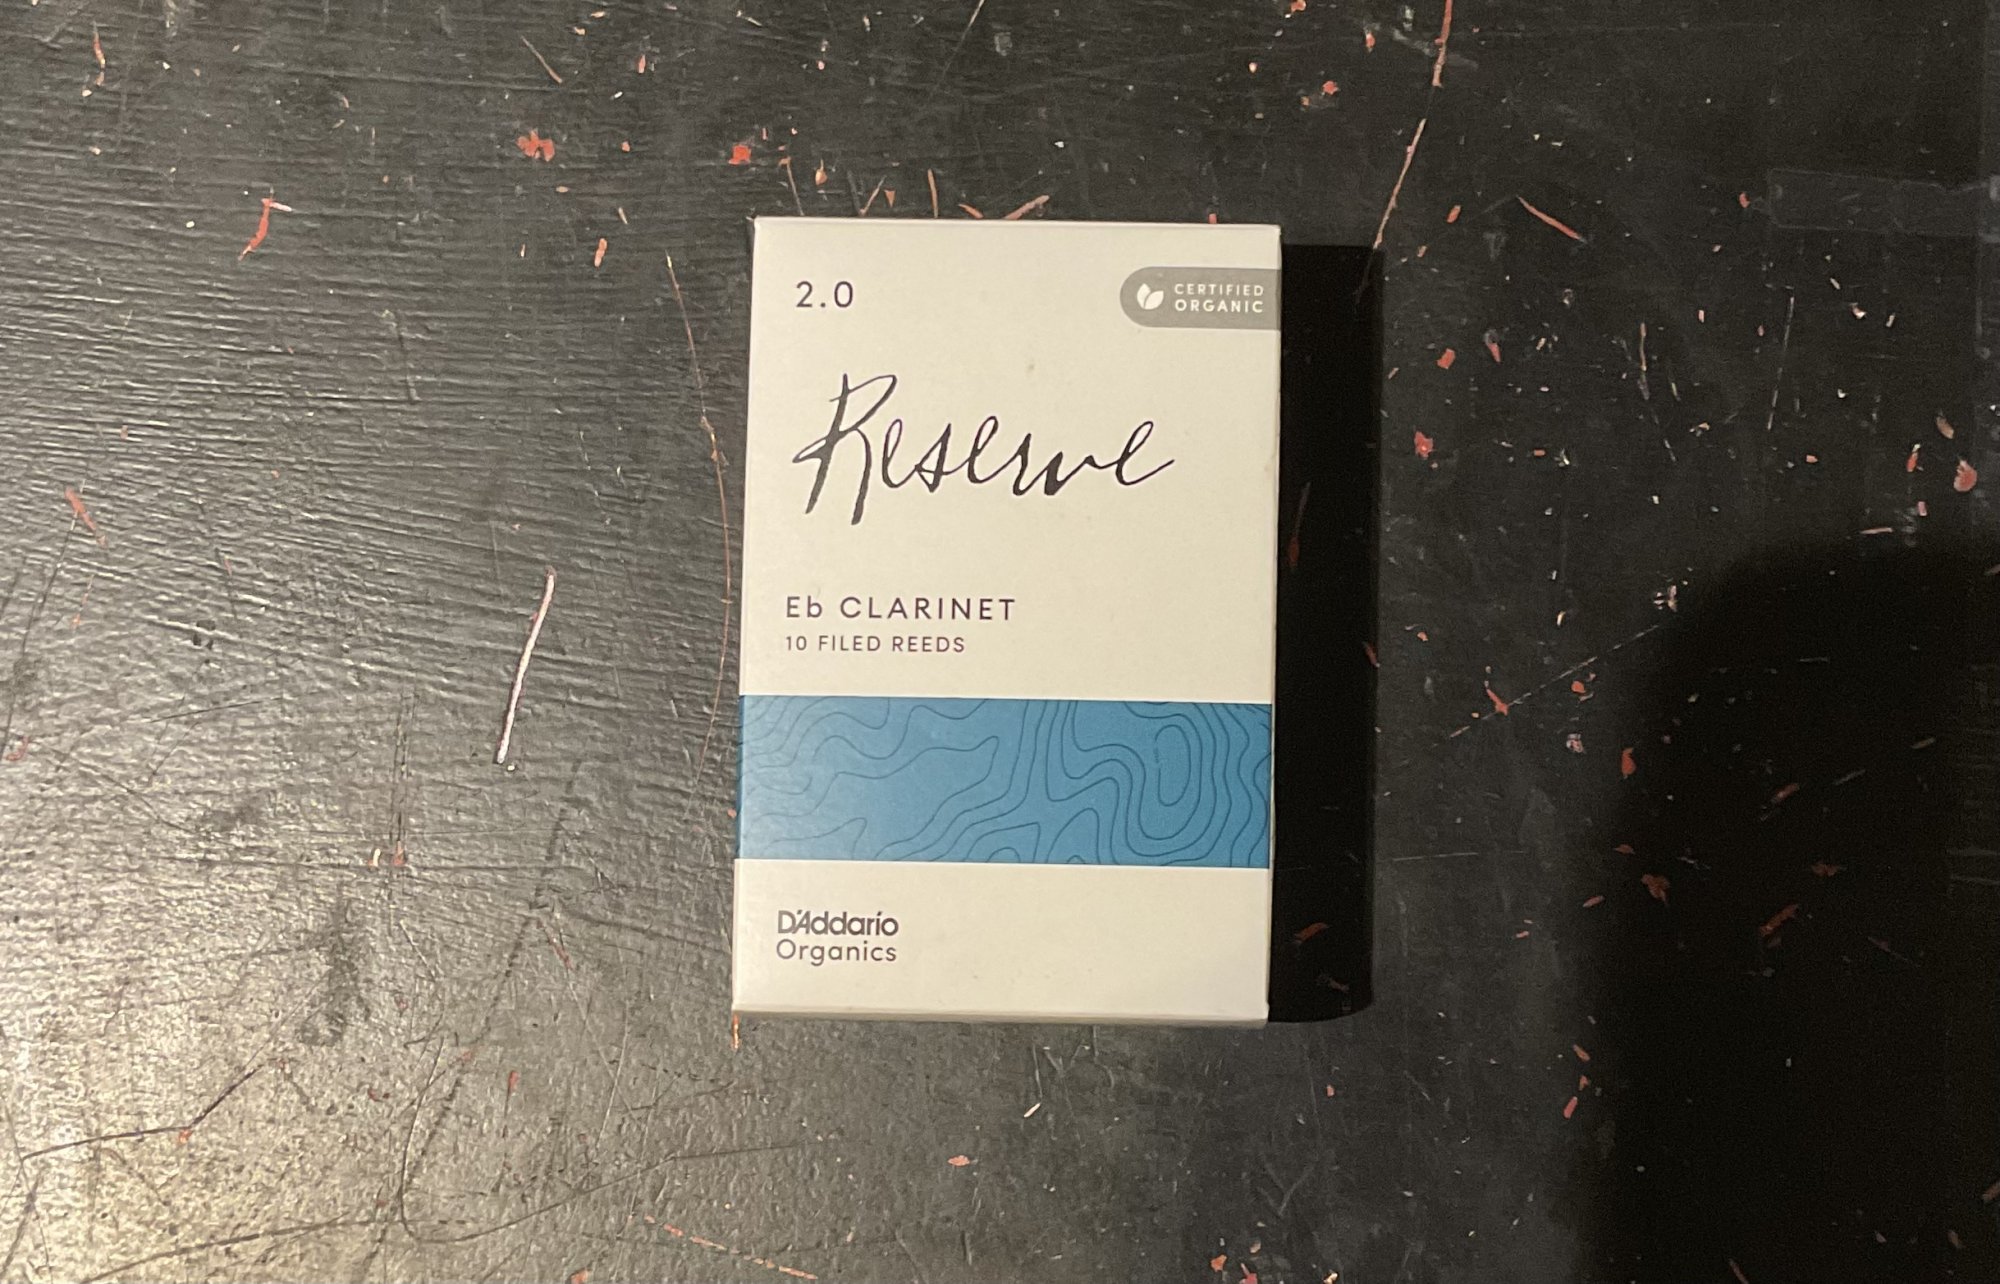 2.0
CERTIFIED
ORGANIC
Reserve
Eb CLARINET
10 FILED REEDS
D'Addario
Organics